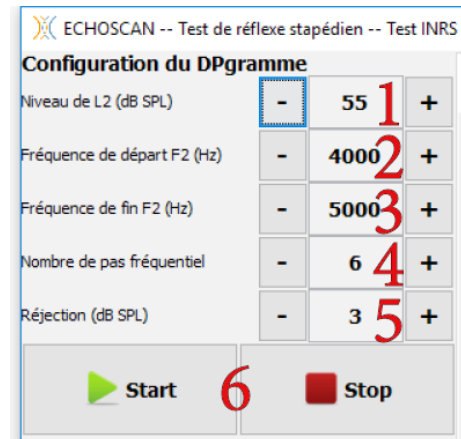 ECHOSCAN -- Test de réflexe stapédien -- Test INRS
Configuration du DPgramme
Niveau de L2 (dB SPL) - 55 1 +
Fréquence de départ F2 (Hz) - 4000 2 +
Fréquence de fin F2 (Hz) - 5000 3 +
Nombre de pas fréquentiel - 6 4 +
Réjection (dB SPL) - 3 5 +
Start 6 Stop